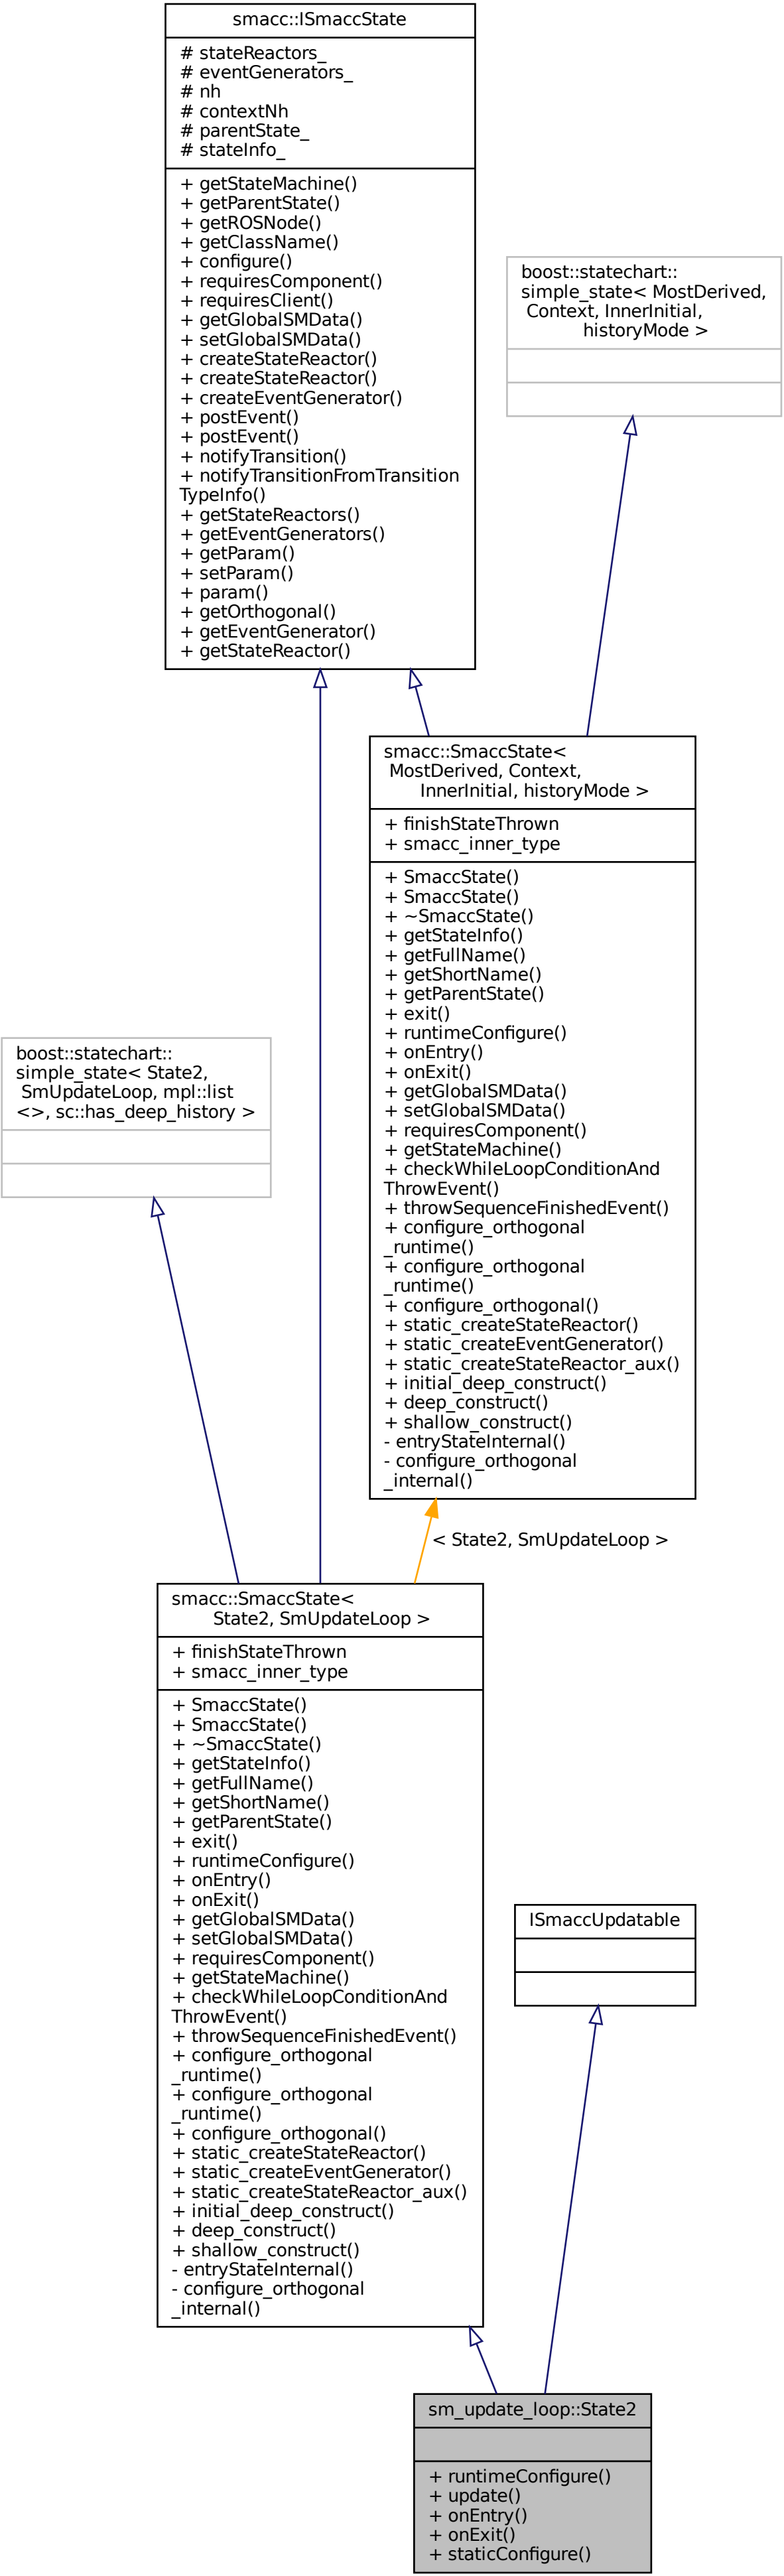 smacc::ISmaccState
# stateReactors_
# eventGenerators_
# nh
# contextNh
# parentState_
# stateInfo_
+ getStateMachine()
+ getParentState()
+ getROSNode()
+ getClassName()
+ configure()
+ requiresComponent()
+ requiresClient()
+ getGlobalSMData()
+ setGlobalSMData()
+ createStateReactor()
+ createStateReactor()
+ createEventGenerator()
+ postEvent()
+ postEvent()
+ notifyTransition()
+ notifyTransitionFromTransition
TypeInfo()
+ getStateReactors()
+ getEventGenerators()
+ getParam()
+ setParam()
+ param()
+ getOrthogonal()
+ getEventGenerator()
+ getStateReactor()
boost::statechart::
simple_state< MostDerived,
Context, InnerInitial,
historyMode >
smacc::SmaccState<
MostDerived, Context,
InnerInitial, historyMode >
+ finishStateThrown
+ smacc_inner_type
+ SmaccState()
+ SmaccState()
+ ~SmaccState()
+ getStateInfo()
+ getFullName()
+ getShortName()
+ getParentState()
+ exit()
+ runtimeConfigure()
+ onEntry()
+ onExit()
+ getGlobalSMData()
+ setGlobalSMData()
+ requiresComponent()
+ getStateMachine()
+ checkWhileLoopConditionAnd
ThrowEvent()
+ throwSequenceFinishedEvent()
+ configure_orthogonal
_runtime()
+ configure_orthogonal
_runtime()
+ configure_orthogonal()
+ static_createStateReactor()
+ static_createEventGenerator()
+ static_createStateReactor_aux()
+ initial_deep_construct()
+ deep_construct()
+ shallow_construct()
- entryStateInternal()
- configure_orthogonal
_internal()
boost::statechart::
simple_state< State2,
SmUpdateLoop, mpl::list
<>, sc::has_deep_history >
< State2, SmUpdateLoop >
smacc::SmaccState<
State2, SmUpdateLoop >
+ finishStateThrown
+ smacc_inner_type
+ SmaccState()
+ SmaccState()
+ ~SmaccState()
+ getStateInfo()
+ getFullName()
+ getShortName()
+ getParentState()
+ exit()
+ runtimeConfigure()
+ onEntry()
+ onExit()
+ getGlobalSMData()
+ setGlobalSMData()
+ requiresComponent()
+ getStateMachine()
+ checkWhileLoopConditionAnd
ThrowEvent()
+ throwSequenceFinishedEvent()
+ configure_orthogonal
_runtime()
+ configure_orthogonal
_runtime()
+ configure_orthogonal()
+ static_createStateReactor()
+ static_createEventGenerator()
+ static_createStateReactor_aux()
+ initial_deep_construct()
+ deep_construct()
+ shallow_construct()
- entryStateInternal()
- configure_orthogonal
_internal()
ISmaccUpdatable
sm_update_loop::State2
+ runtimeConfigure()
+ update()
+ onEntry()
+ onExit()
+ staticConfigure()